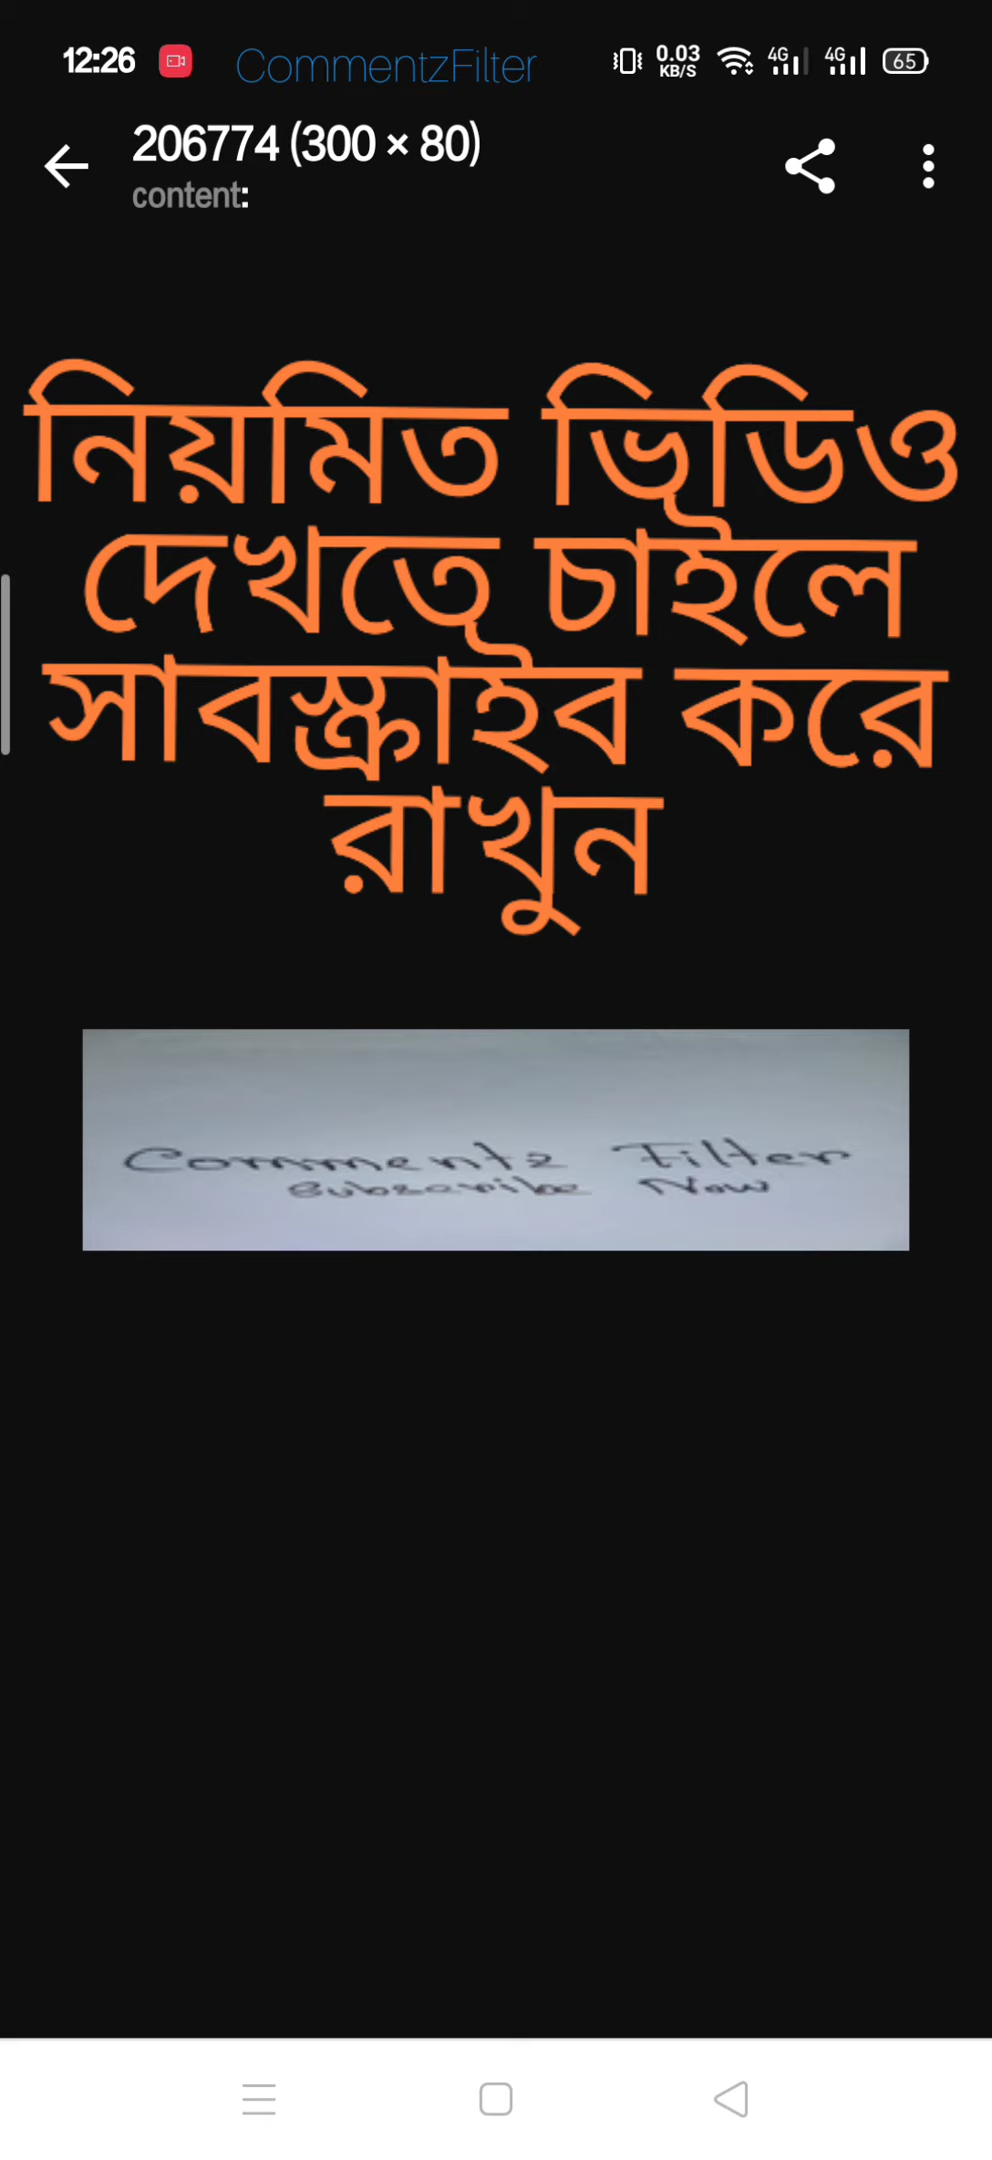 12:26 CommentzFilter 0.03 KB/S 4G 4G 65
206774 (300 × 80)
content:
নিয়মিত ভিডিও
দেখতে চাইলে
সাবস্ক্রাইব করে
রাখুন
Commentz Filter
Subscribe Now